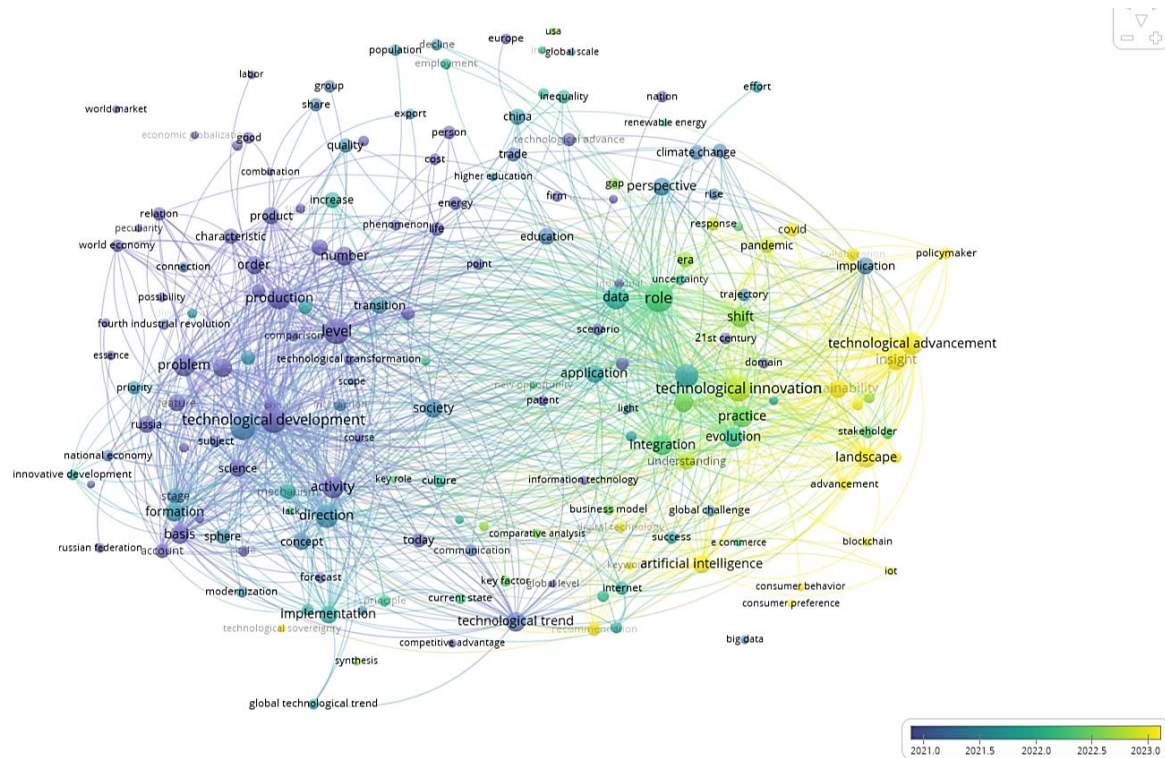 usa
europe
decline
population
global scale
employment
labor
group
effort
inequality
nation
share
world market
export
china
renewable energy
person
good
technological advance
quality
trade
climate change
cost
combination
higher education
gap
perspective
rise
firm
increase
energy
relation
product
peculiarity
phenomenon
life
response
covid
characteristic
education
world economy
pandemic
number
policymaker
order
point
era
implication
connection
uncertainty
possibility
production
data
role
trajectory
transition
shift
fourth industrial revolution
level
scenario
comparison
21st century
technological advancement
essence
technological transformation
insight
problem
domain
application
scope
new opportunity
priority
technological innovation
patent
feature
society
light
practice
technological development
russia
subject
course
evolution
stakeholder
integration
national economy
understanding
landscape
science
innovative development
key role
culture
information technology
advancement
activity
mechanism
stage
formation
lack
direction
business model
global challenge
digital technology
basis
sphere
comparative analysis
success
concept
today
e commerce
blockchain
russian federation
account
communication
artificial intelligence
iot
forecast
key factor
global level
internet
consumer behavior
modernization
current state
principle
consumer preference
implementation
technological trend
technological sovereignty
recommendation
big data
competitive advantage
synthesis
global technological trend
2021.0 2021.5 2022.0 2022.5 2023.0